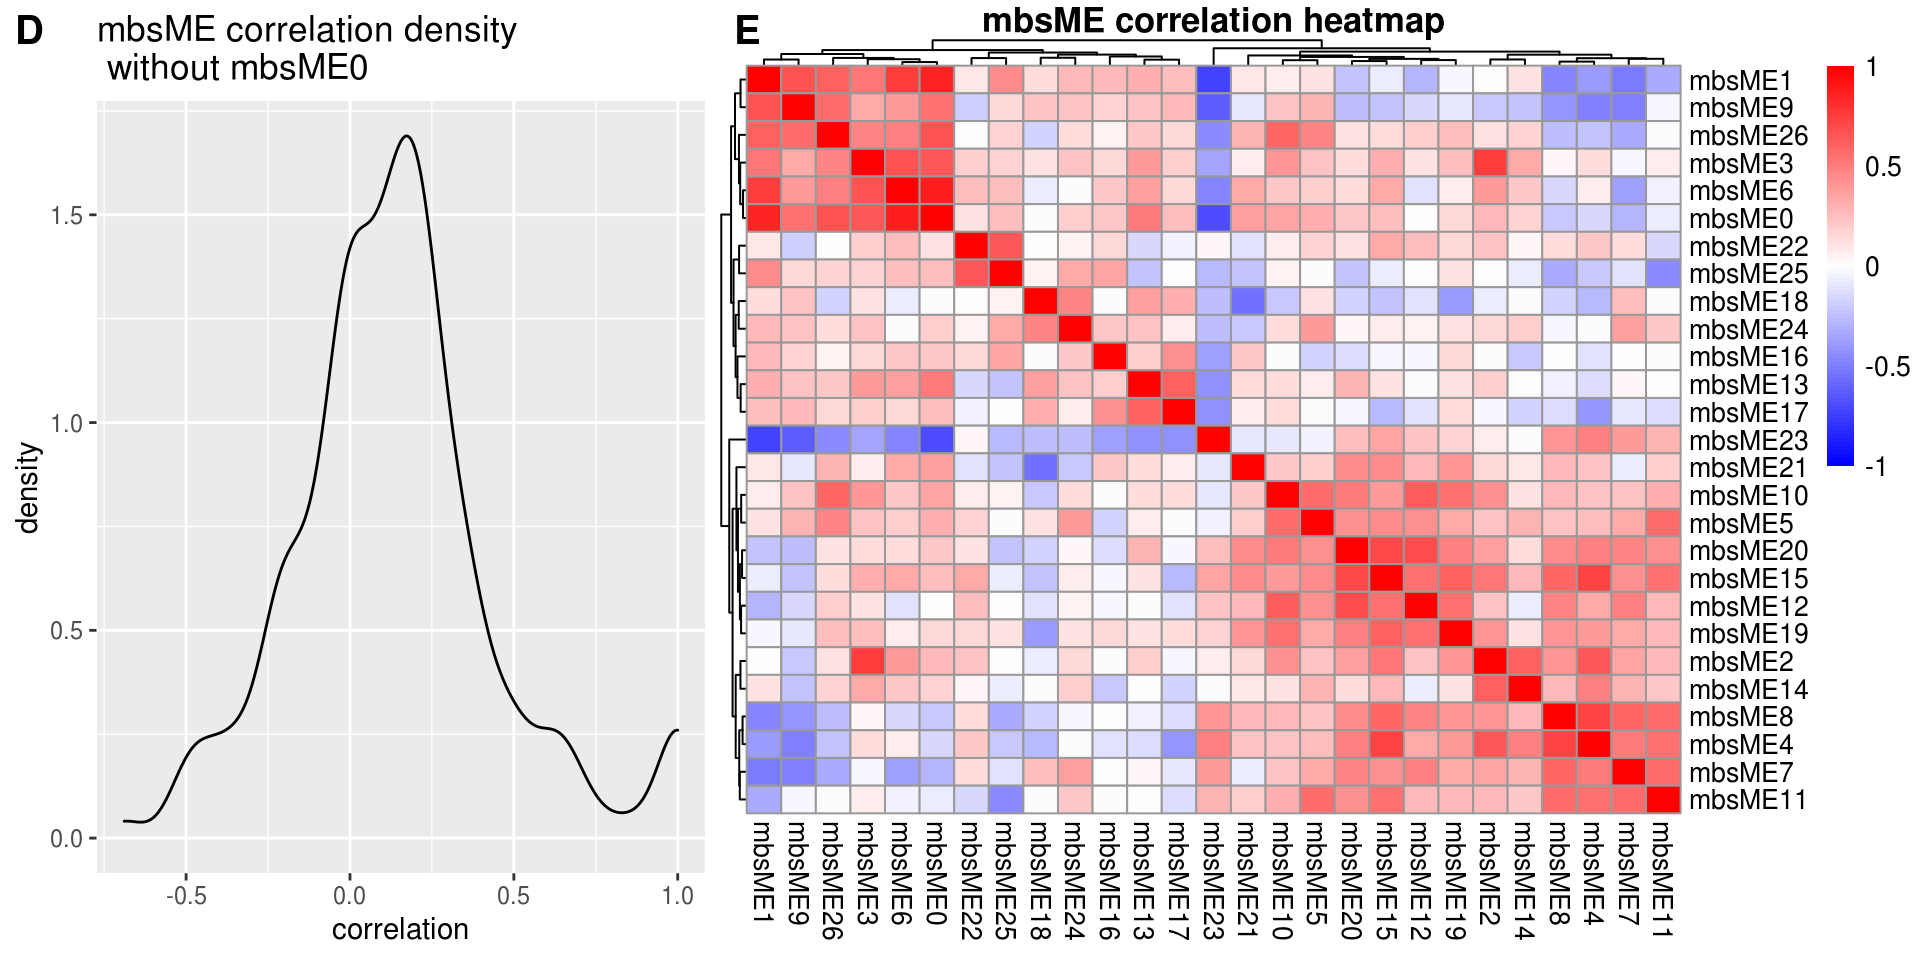 D
mbsME correlation density
without mbsME0
density
1.5
1.0
0.5
0.0
-0.5
0.0
0.5
1.0
correlation
E
mbsME correlation heatmap
mbsME1
mbsME9
mbsME26
mbsME3
mbsME6
mbsME0
mbsME22
mbsME25
mbsME18
mbsME24
mbsME16
mbsME13
mbsME17
mbsME23
mbsME21
mbsME10
mbsME5
mbsME20
mbsME15
mbsME12
mbsME19
mbsME2
mbsME14
mbsME8
mbsME4
mbsME7
mbsME11
mbsME1
mbsME9
mbsME26
mbsME3
mbsME6
mbsME0
mbsME22
mbsME25
mbsME18
mbsME24
mbsME16
mbsME13
mbsME17
mbsME23
mbsME21
mbsME10
mbsME5
mbsME20
mbsME15
mbsME12
mbsME19
mbsME2
mbsME14
mbsME8
mbsME4
mbsME7
mbsME11
1
0.5
0
-0.5
-1